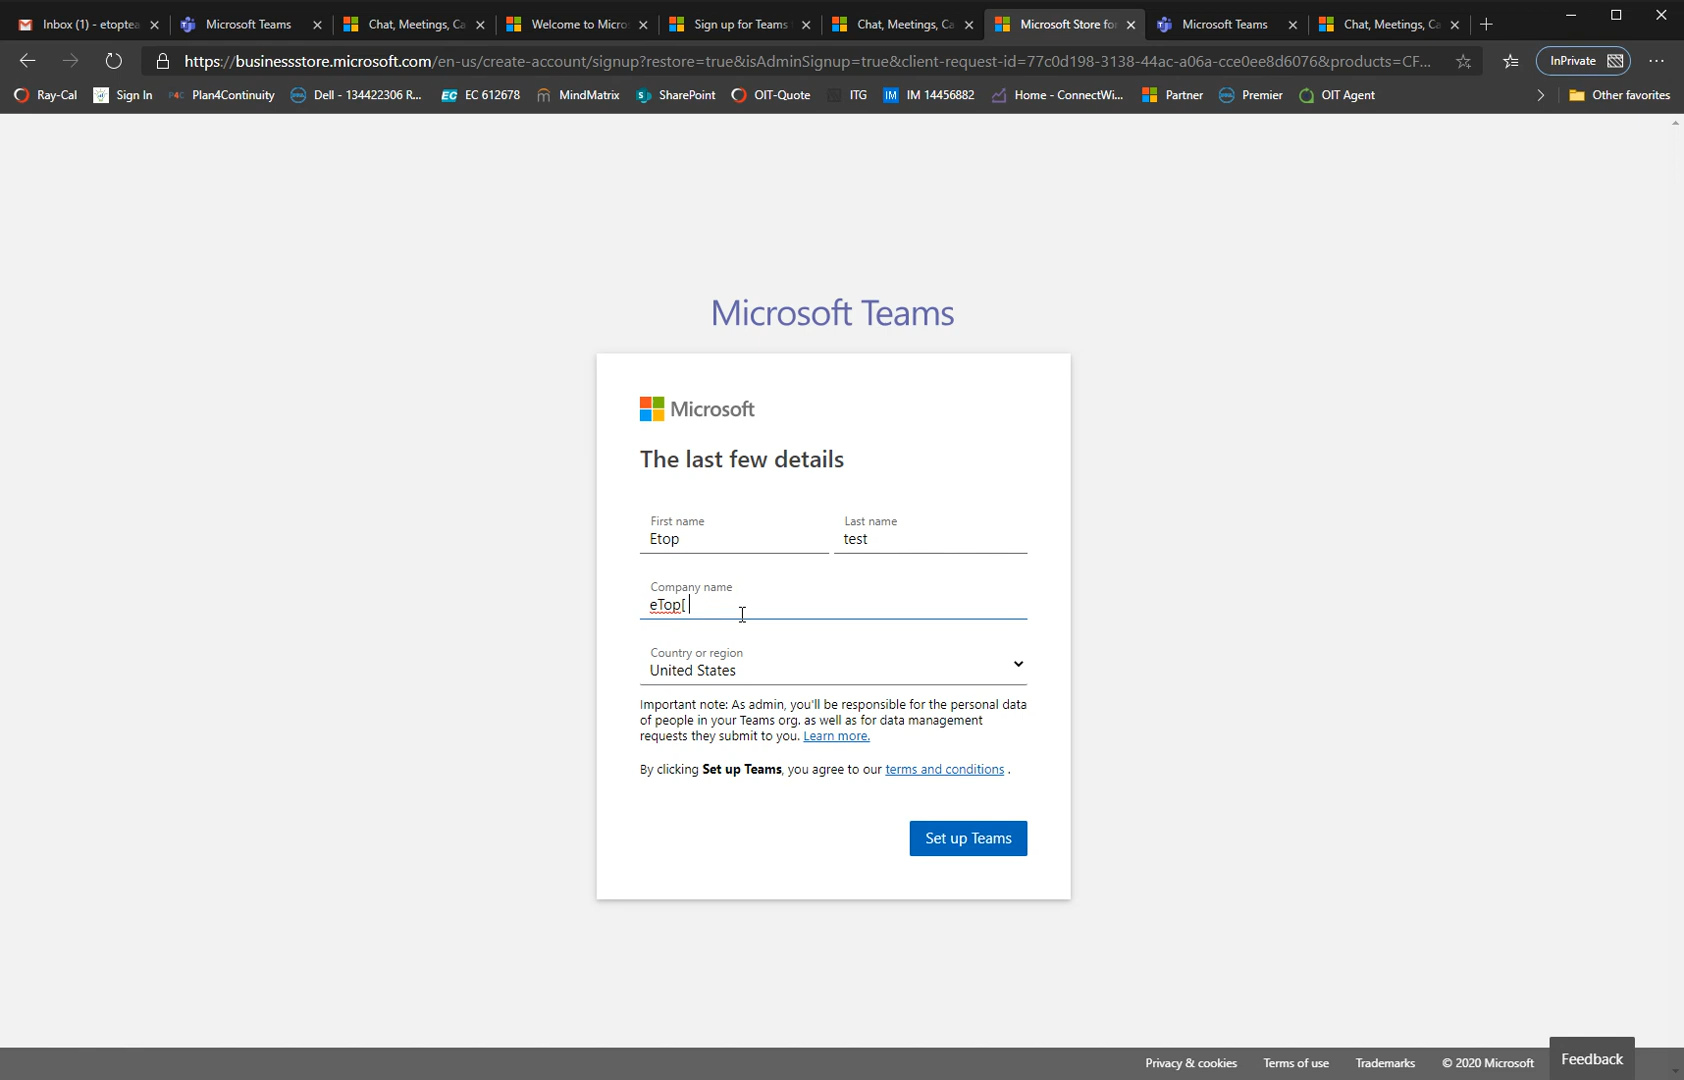 Inbox (1) - etoptea
Microsoft Teams
Chat, Meetings, Ca
Welcome to Micro
Sign up for Teams
Chat, Meetings, Ca
Microsoft Store fo
Microsoft Teams
Chat, Meetings, Ca
https://businessstore.microsoft.com/en-us/create-account/signup?restore=true&isAdminSignup=true&client-request-id=77c0d198-3138-44ac-a06a-cce0ee8d6076&products=CF...
InPrivate
Ray-Cal
Sign In
P4C Plan4Continuity
Dell - 134422306 R...
EC EC 612678
MindMatrix
SharePoint
OIT-Quote
ITG
IM IM 14456882
Home - ConnectWi...
Partner
Premier
OIT Agent
Other favorites
Microsoft Teams
Microsoft
The last few details
First name
Last name
Etop
test
Company name
eTop[
Country or region
United States
Important note: As admin, you'll be responsible for the personal data
of people in your Teams org. as well as for data management
requests they submit to you. Learn more.
By clicking Set up Teams, you agree to our terms and conditions .
Set up Teams
Privacy & cookies
Terms of use
Trademarks
© 2020 Microsoft
Feedback